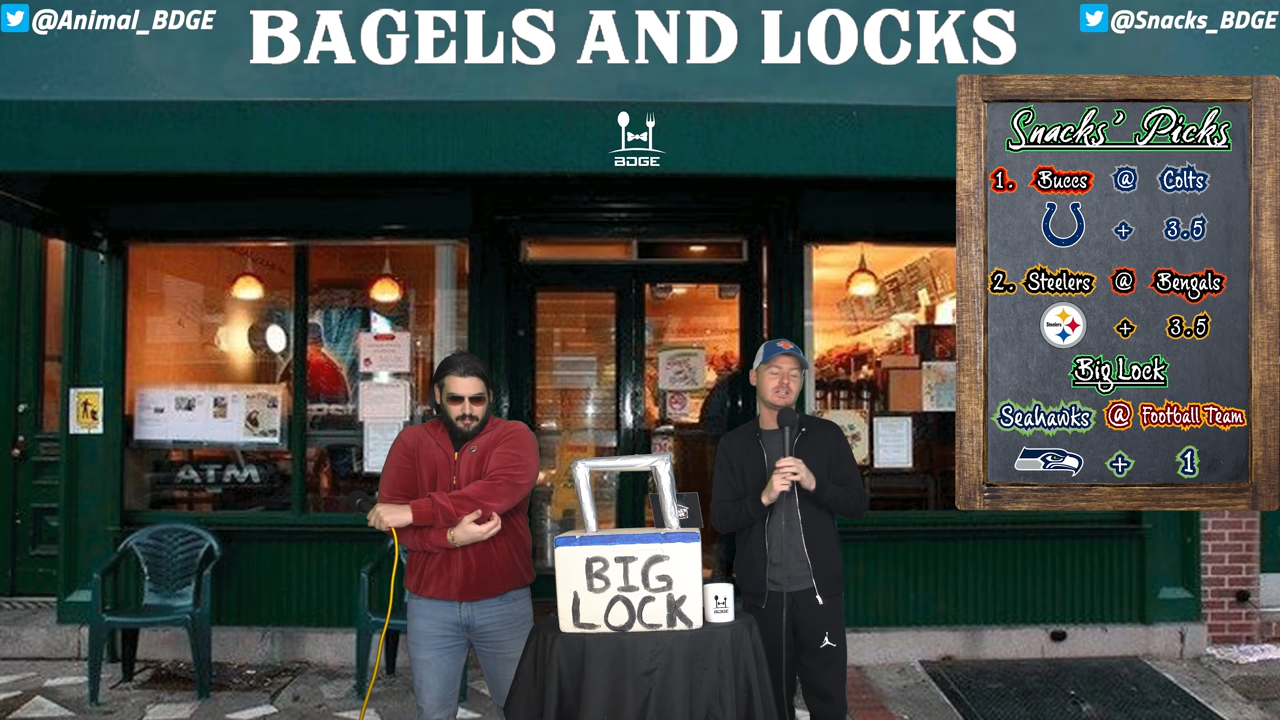 @Animal_BDGE
BAGELS AND LOCKS
@Snacks_BDGE
BDGE
Snacks' Picks
1. Buccs @ Colts
+ 3.5
2. Steelers @ Bengals
Steelers + 3.5
Big Lock
Seahawks @ Football Team
+ 1
ATM
BIG
LOCK
BDGE